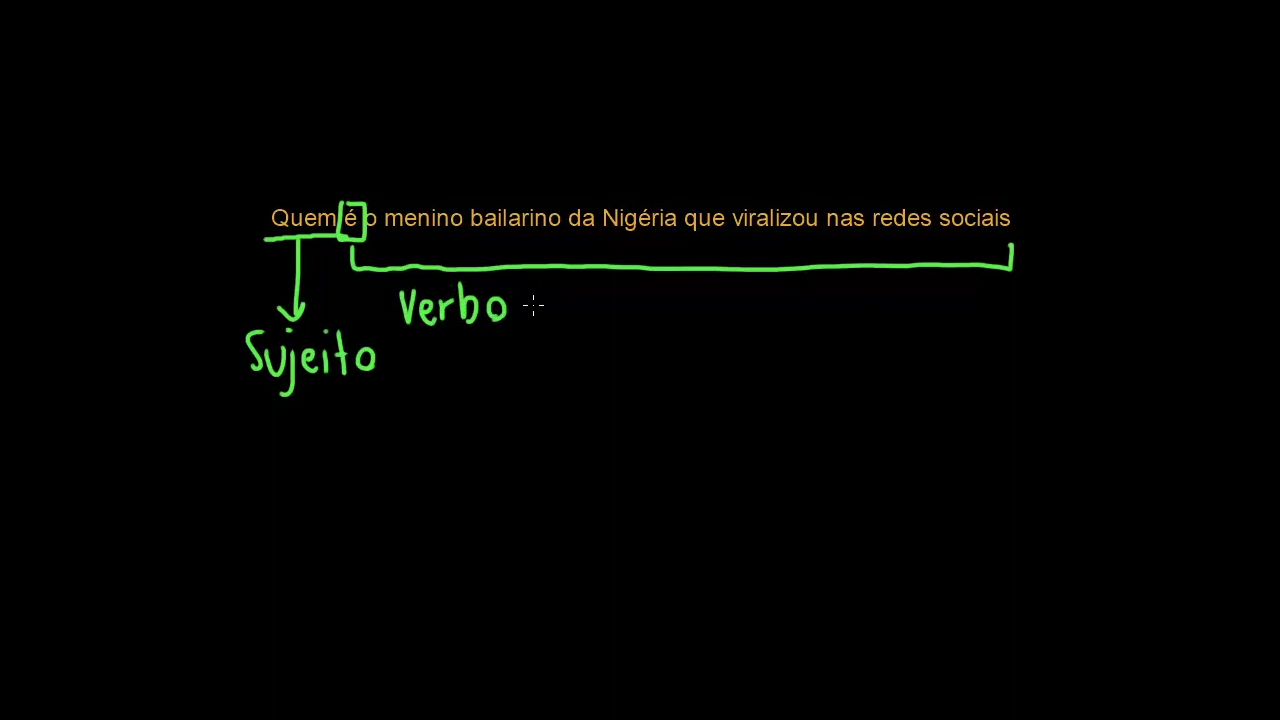 Quem é o menino bailarino da Nigéria que viralizou nas redes sociais
Verbo
Sujeito